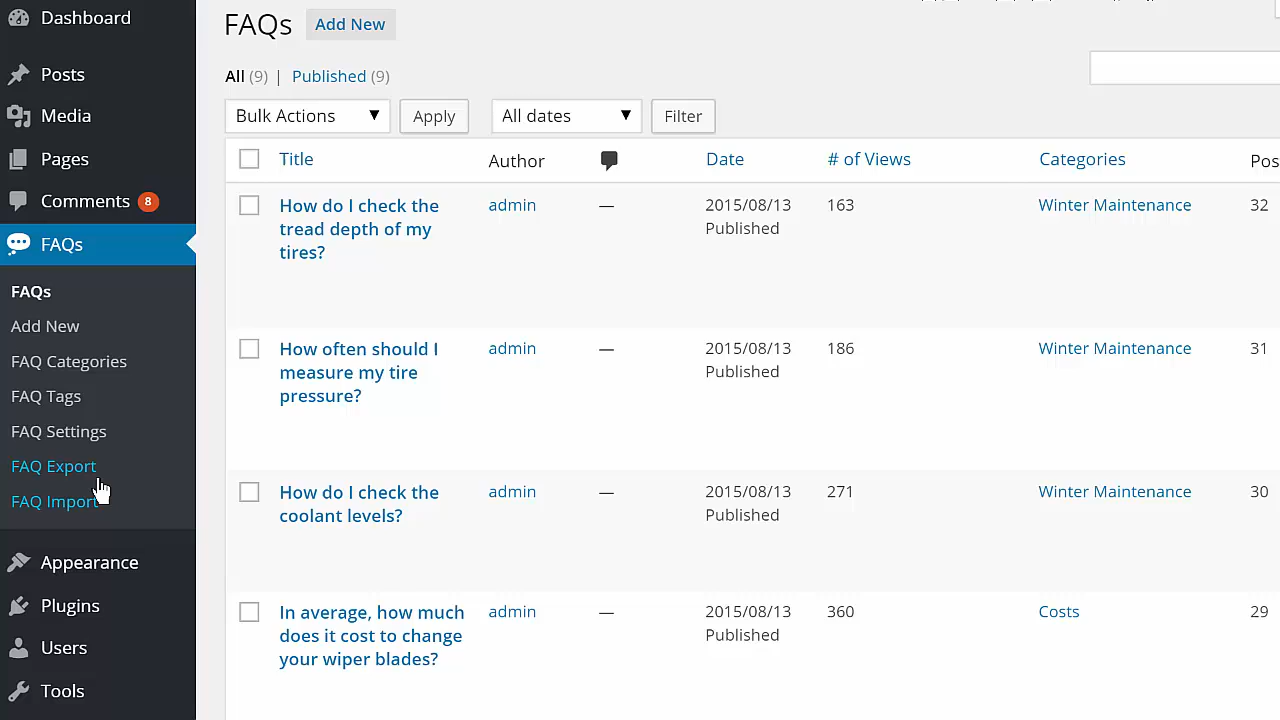 Dashboard
Posts
Media
Pages
Comments 8
FAQs
FAQs
Add New
FAQ Categories
FAQ Tags
FAQ Settings
FAQ Export
FAQ Import
Appearance
Plugins
Users
Tools
FAQs Add New
All (9) | Published (9)
Bulk Actions Apply All dates Filter
Title Author Date # of Views Categories Pos
How do I check the admin — 2015/08/13 163 Winter Maintenance 32
tread depth of my Published
tires?
How often should I admin — 2015/08/13 186 Winter Maintenance 31
measure my tire Published
pressure?
How do I check the admin — 2015/08/13 271 Winter Maintenance 30
coolant levels? Published
In average, how much admin — 2015/08/13 360 Costs 29
does it cost to change Published
your wiper blades?